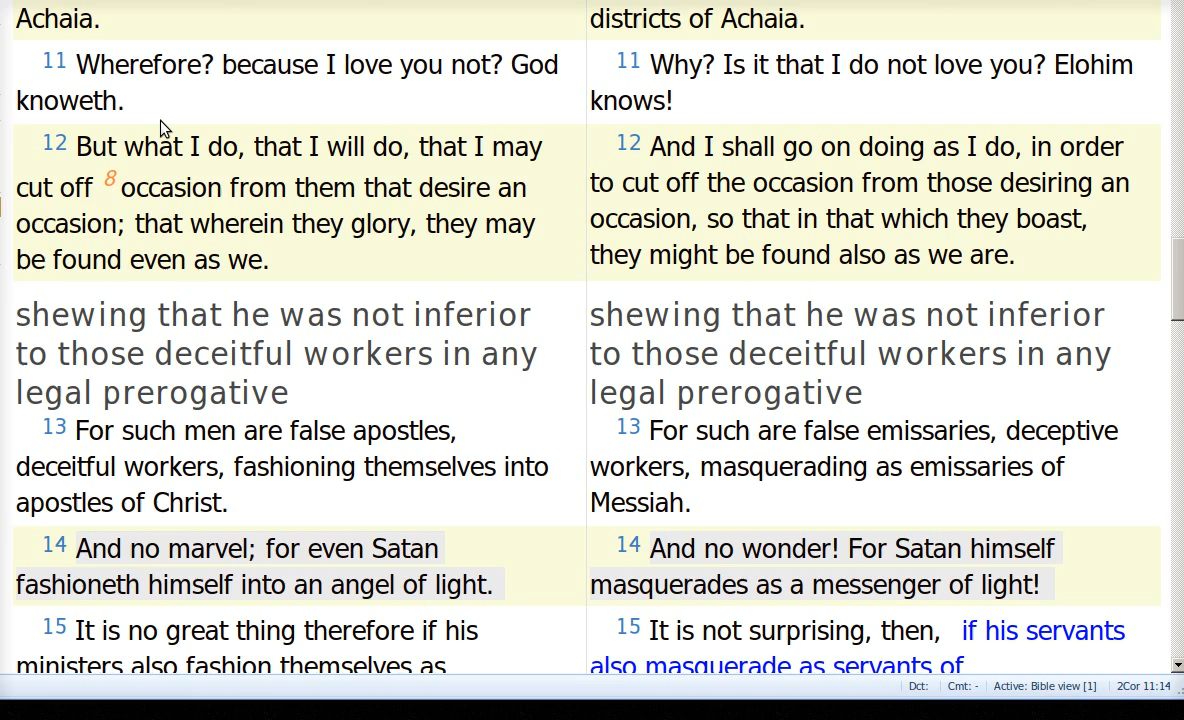 Achaia.
11 Wherefore? because I love you not? God
knoweth.
12 But what I do, that I will do, that I may
cut off 8 occasion from them that desire an
occasion; that wherein they glory, they may
be found even as we.
shewing that he was not inferior
to those deceitful workers in any
legal prerogative
13 For such men are false apostles,
deceitful workers, fashioning themselves into
apostles of Christ.
14 And no marvel; for even Satan
fashioneth himself into an angel of light.
15 It is no great thing therefore if his
ministers also fashion themselves as
districts of Achaia.
11 Why? Is it that I do not love you? Elohim
knows!
12 And I shall go on doing as I do, in order
to cut off the occasion from those desiring an
occasion, so that in that which they boast,
they might be found also as we are.
shewing that he was not inferior
to those deceitful workers in any
legal prerogative
13 For such are false emissaries, deceptive
workers, masquerading as emissaries of
Messiah.
14 And no wonder! For Satan himself
masquerades as a messenger of light!
15 It is not surprising, then, if his servants
also masquerade as servants of
Dct: Cmt: - Active: Bible view [1] 2Cor 11:14